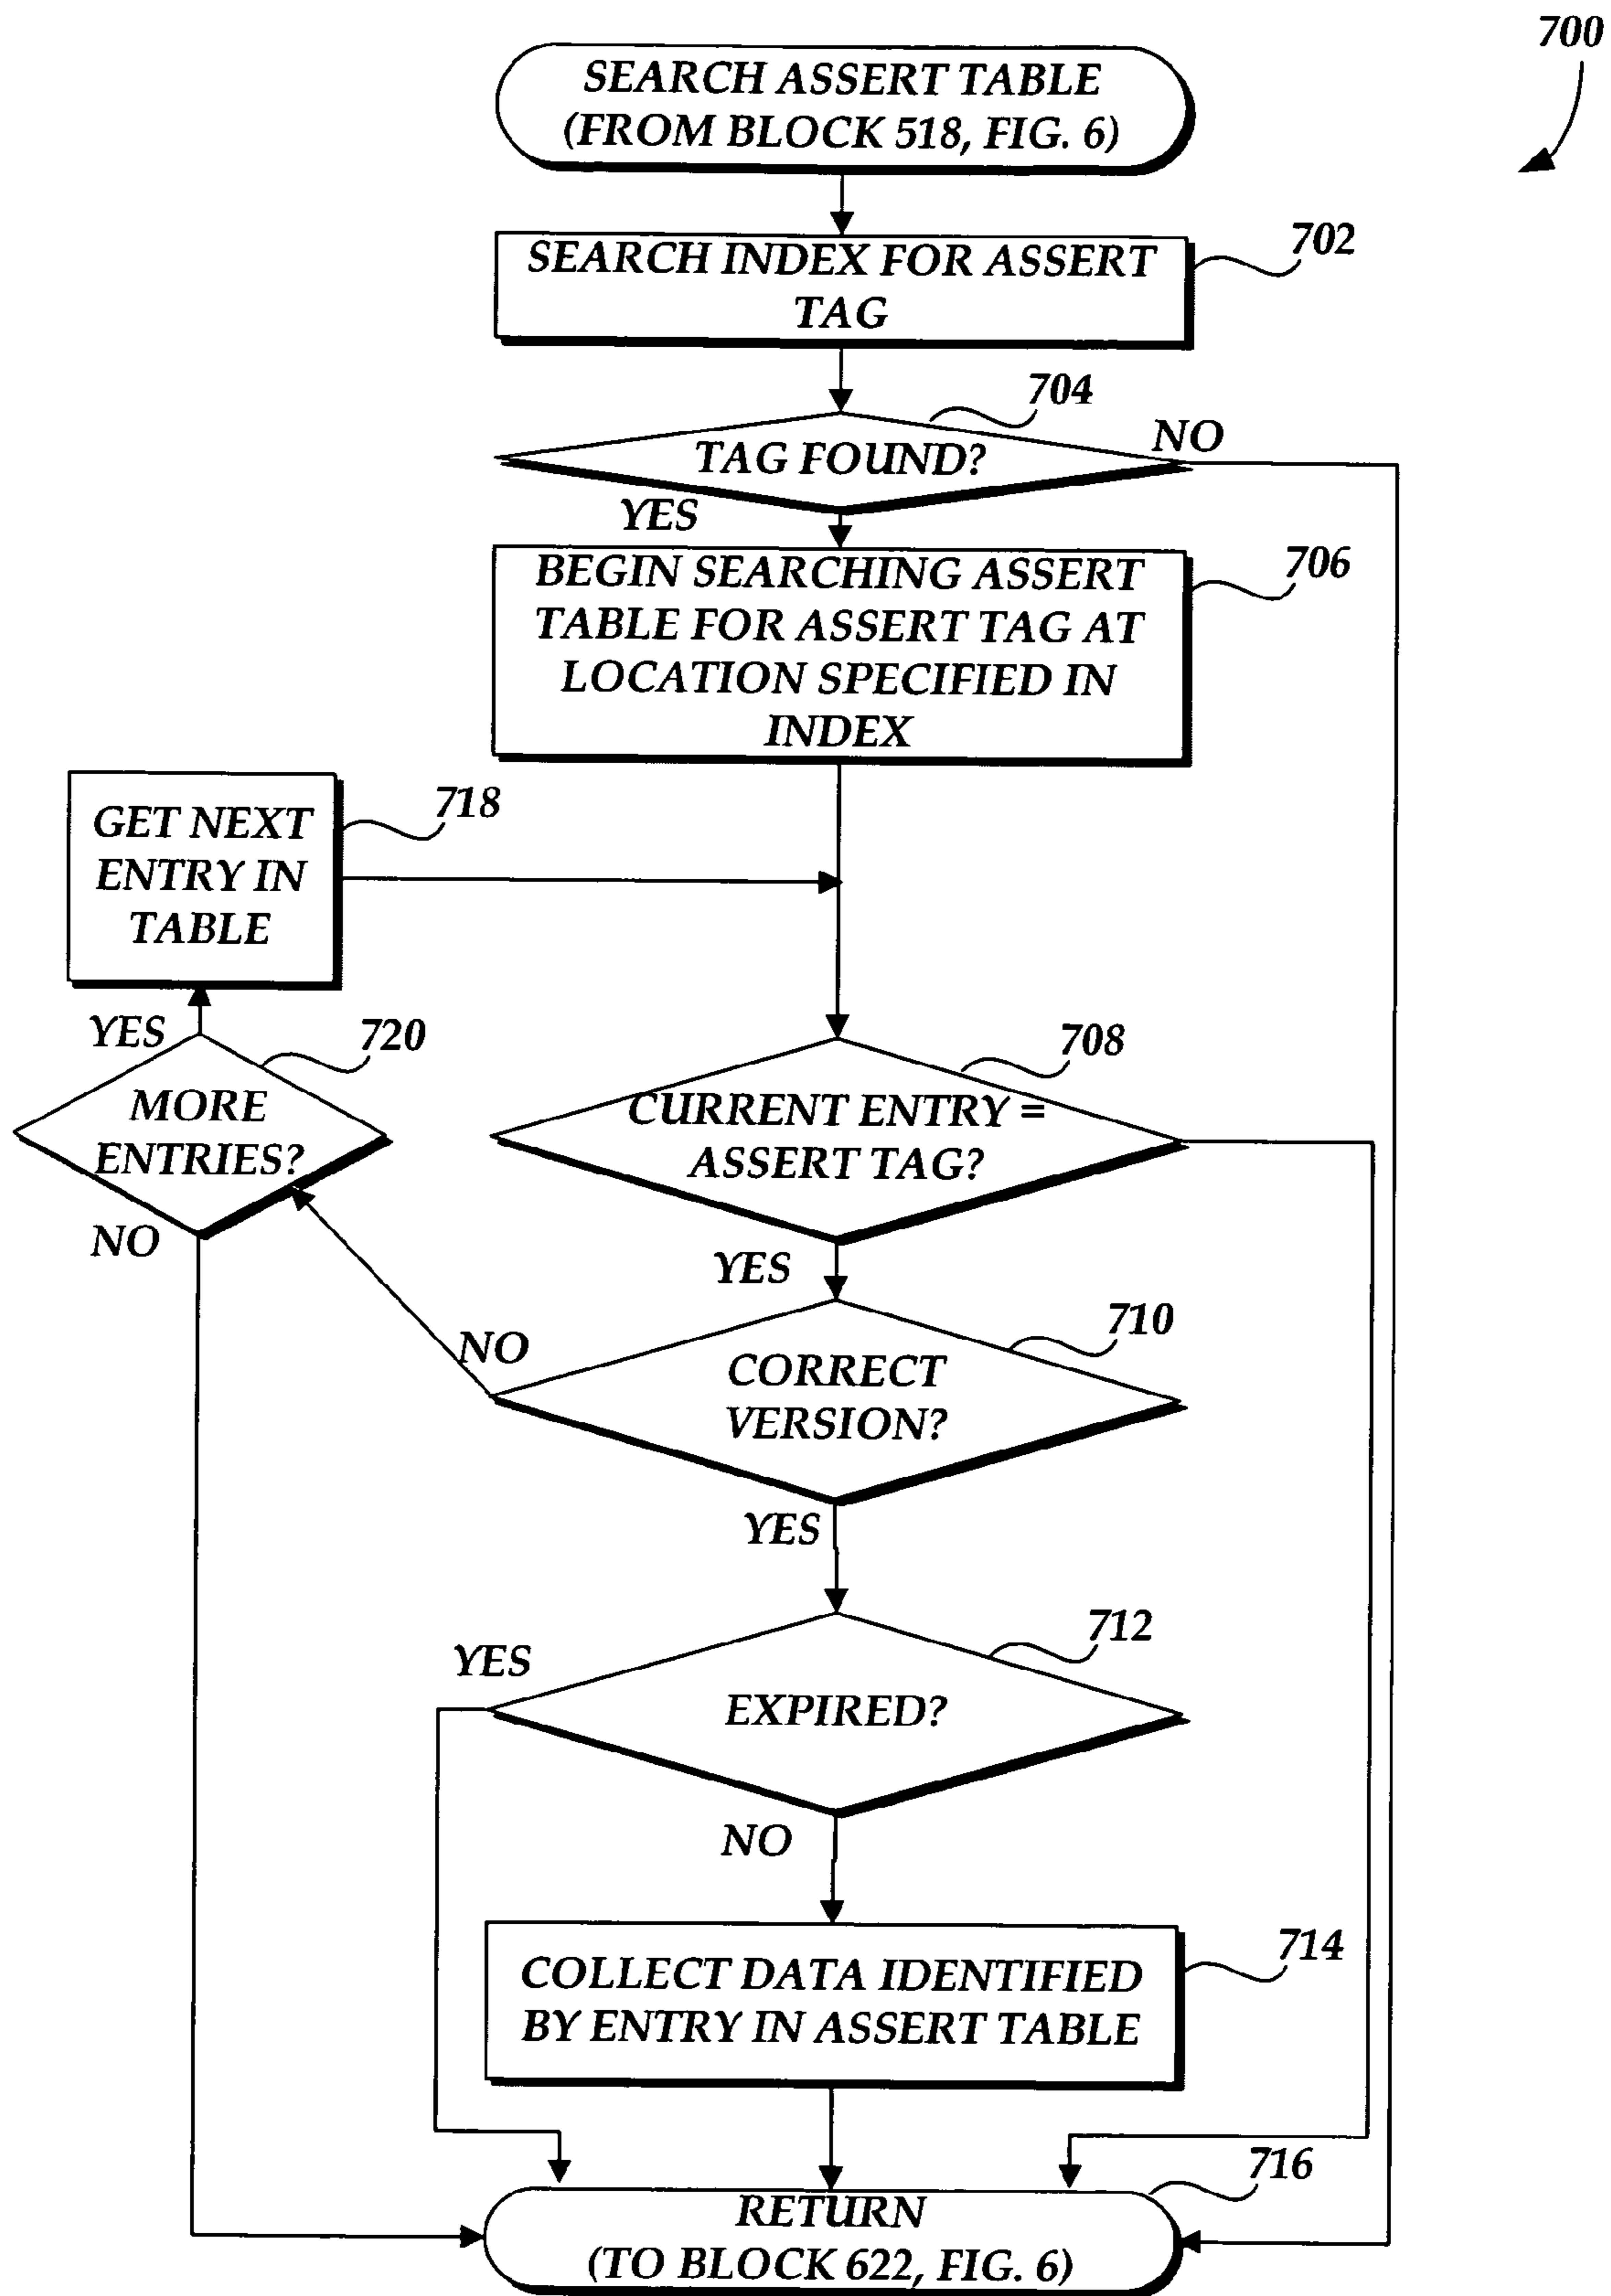 700
SEARCH ASSERT TABLE
(FROM BLOCK 518, FIG. 6)
702
SEARCH INDEX FOR ASSERT
TAG
704
TAG FOUND?
NO
YES
706
BEGIN SEARCHING ASSERT
TABLE FOR ASSERT TAG AT
LOCATION SPECIFIED IN
INDEX
718
GET NEXT
ENTRY IN
TABLE
YES
720
MORE
ENTRIES?
NO
708
CURRENT ENTRY =
ASSERT TAG?
YES
710
NO
CORRECT
VERSION?
YES
712
YES
EXPIRED?
NO
714
COLLECT DATA IDENTIFIED
BY ENTRY IN ASSERT TABLE
716
RETURN
(TO BLOCK 622, FIG. 6)